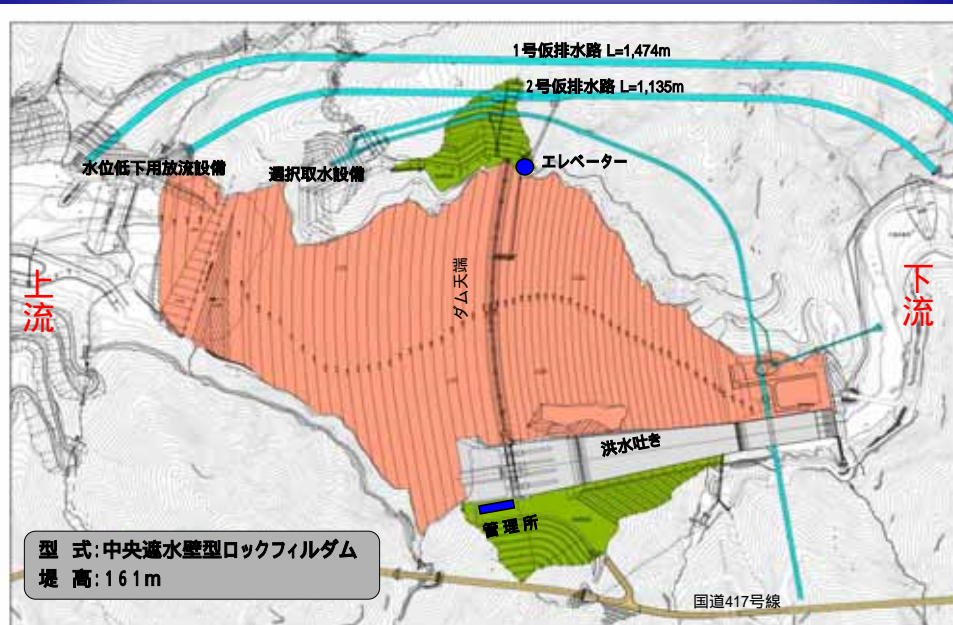 1号仮排水路 L=1,474m
2号仮排水路 L=1,135m
水位低下用放流設備
選択取水設備
エレベーター
上流
ダム天端
下流
洪水吐き
管理所
型 式:中央遮水壁型ロックフィルダム
堤 高:161m
国道417号線